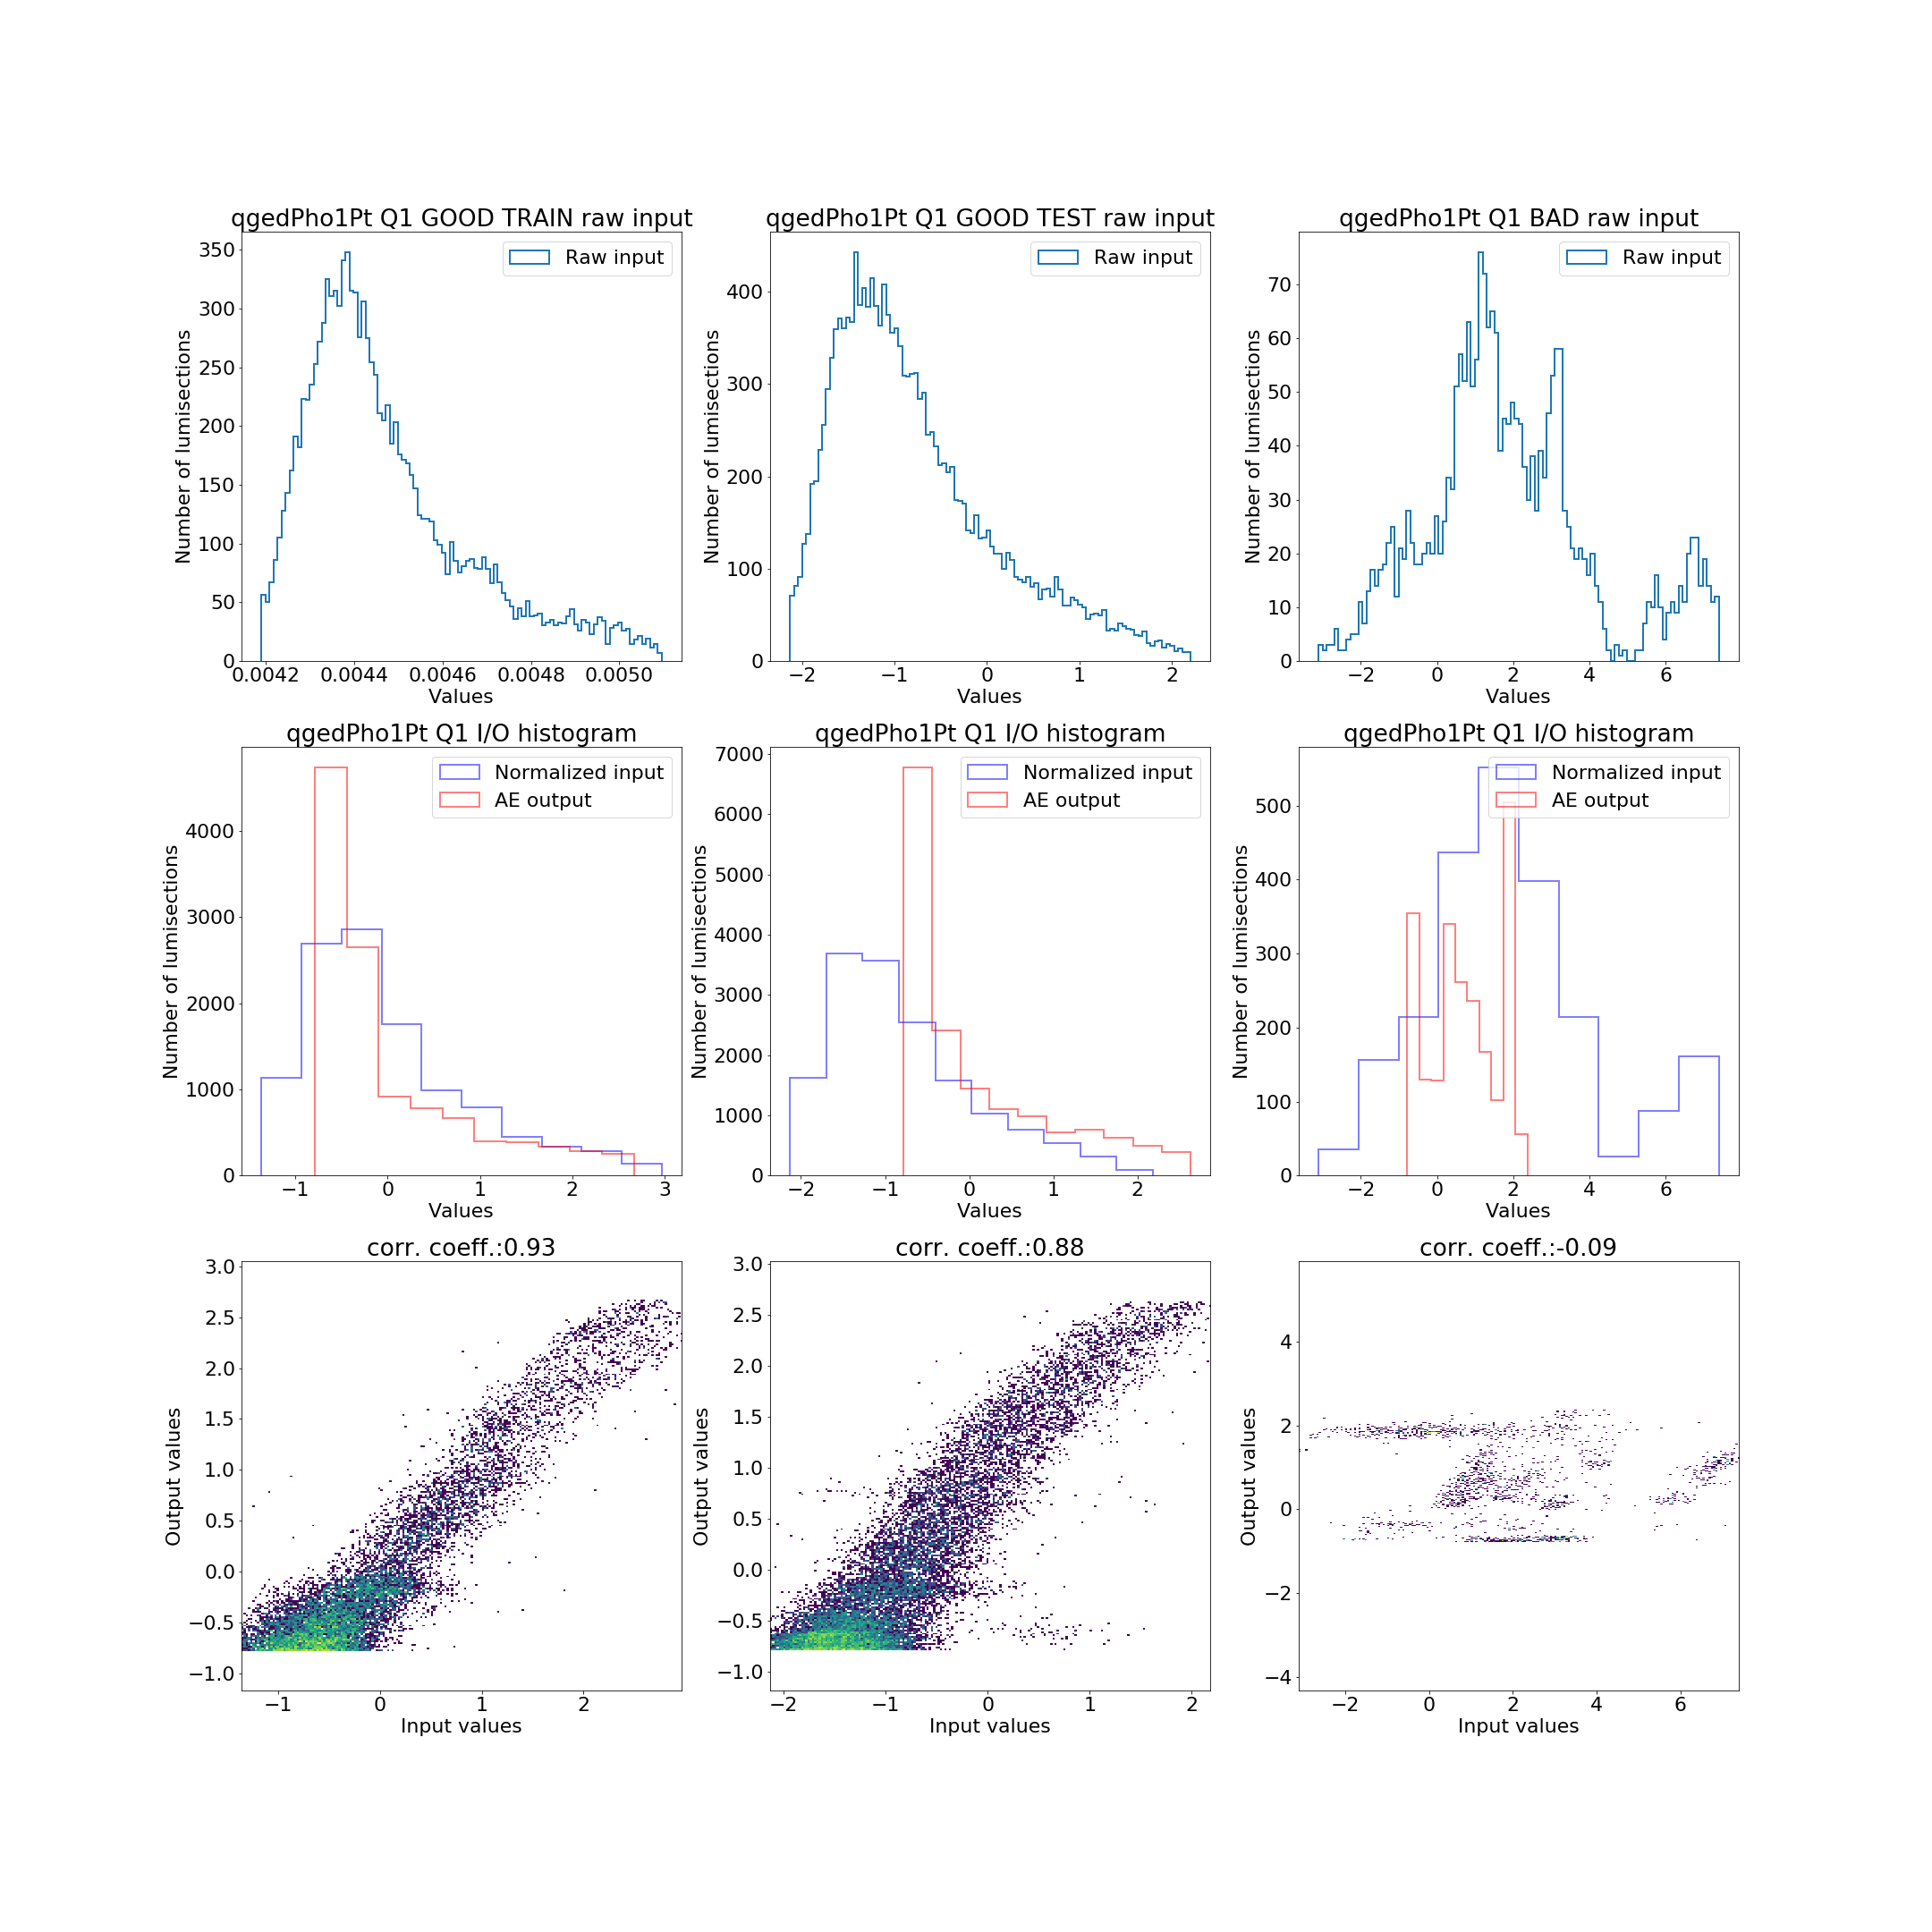 qgedPho1Pt Q1 GOOD TRAIN raw input
Raw input
350
300
250
200
150
100
50
0
Number of lumisections
0.0042 0.0044 0.0046 0.0048 0.0050
Values
qgedPho1Pt Q1 GOOD TEST raw input
Raw input
400
300
200
100
0
Number of lumisections
−2 −1 0 1 2
Values
qgedPho1Pt Q1 BAD raw input
Raw input
70
60
50
40
30
20
10
0
Number of lumisections
−2 0 2 4 6
Values
qgedPho1Pt Q1 I/O histogram
Normalized input
AE output
4000
3000
2000
1000
0
Number of lumisections
−1 0 1 2 3
Values
qgedPho1Pt Q1 I/O histogram
Normalized input
AE output
7000
6000
5000
4000
3000
2000
1000
0
Number of lumisections
−2 −1 0 1 2
Values
qgedPho1Pt Q1 I/O histogram
Normalized input
AE output
500
400
300
200
100
0
Number of lumisections
−2 0 2 4 6
Values
corr. coeff.:0.93
3.0
2.5
2.0
1.5
1.0
0.5
0.0
−0.5
−1.0
Output values
−1 0 1 2
Input values
corr. coeff.:0.88
3.0
2.5
2.0
1.5
1.0
0.5
0.0
−0.5
−1.0
Output values
−2 −1 0 1 2
Input values
corr. coeff.:-0.09
4
2
0
−2
−4
Output values
−2 0 2 4 6
Input values